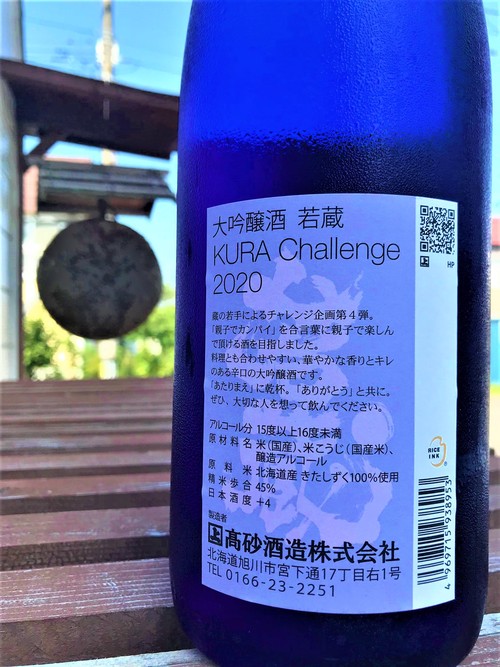 大吟醸酒 若蔵
KURA Challenge
2020
蔵の若手によるチャレンジ企画第4弾。
「親子でカンパイ」を合言葉に親子で楽しん
で頂ける酒を目指しました。
料理とも合わせやすい、華やかな香りとキレ
のある辛口の大吟醸酒です。
「あたりまえ」に乾杯。「ありがとう」と共に。
ぜひ、大切な人を想って飲んでください。
アルコール分 15度以上16度未満
原材料名 米(国産)、米こうじ(国産米)、
醸造アルコール
原料米 北海道産 きたしずく100%使用
精米歩合 45%
日本酒度 +4
製造者
髙砂酒造株式会社
北海道旭川市宮下通17丁目右1号
TEL 0166-23-2251
HP
RICE
INK
4 969715 938953